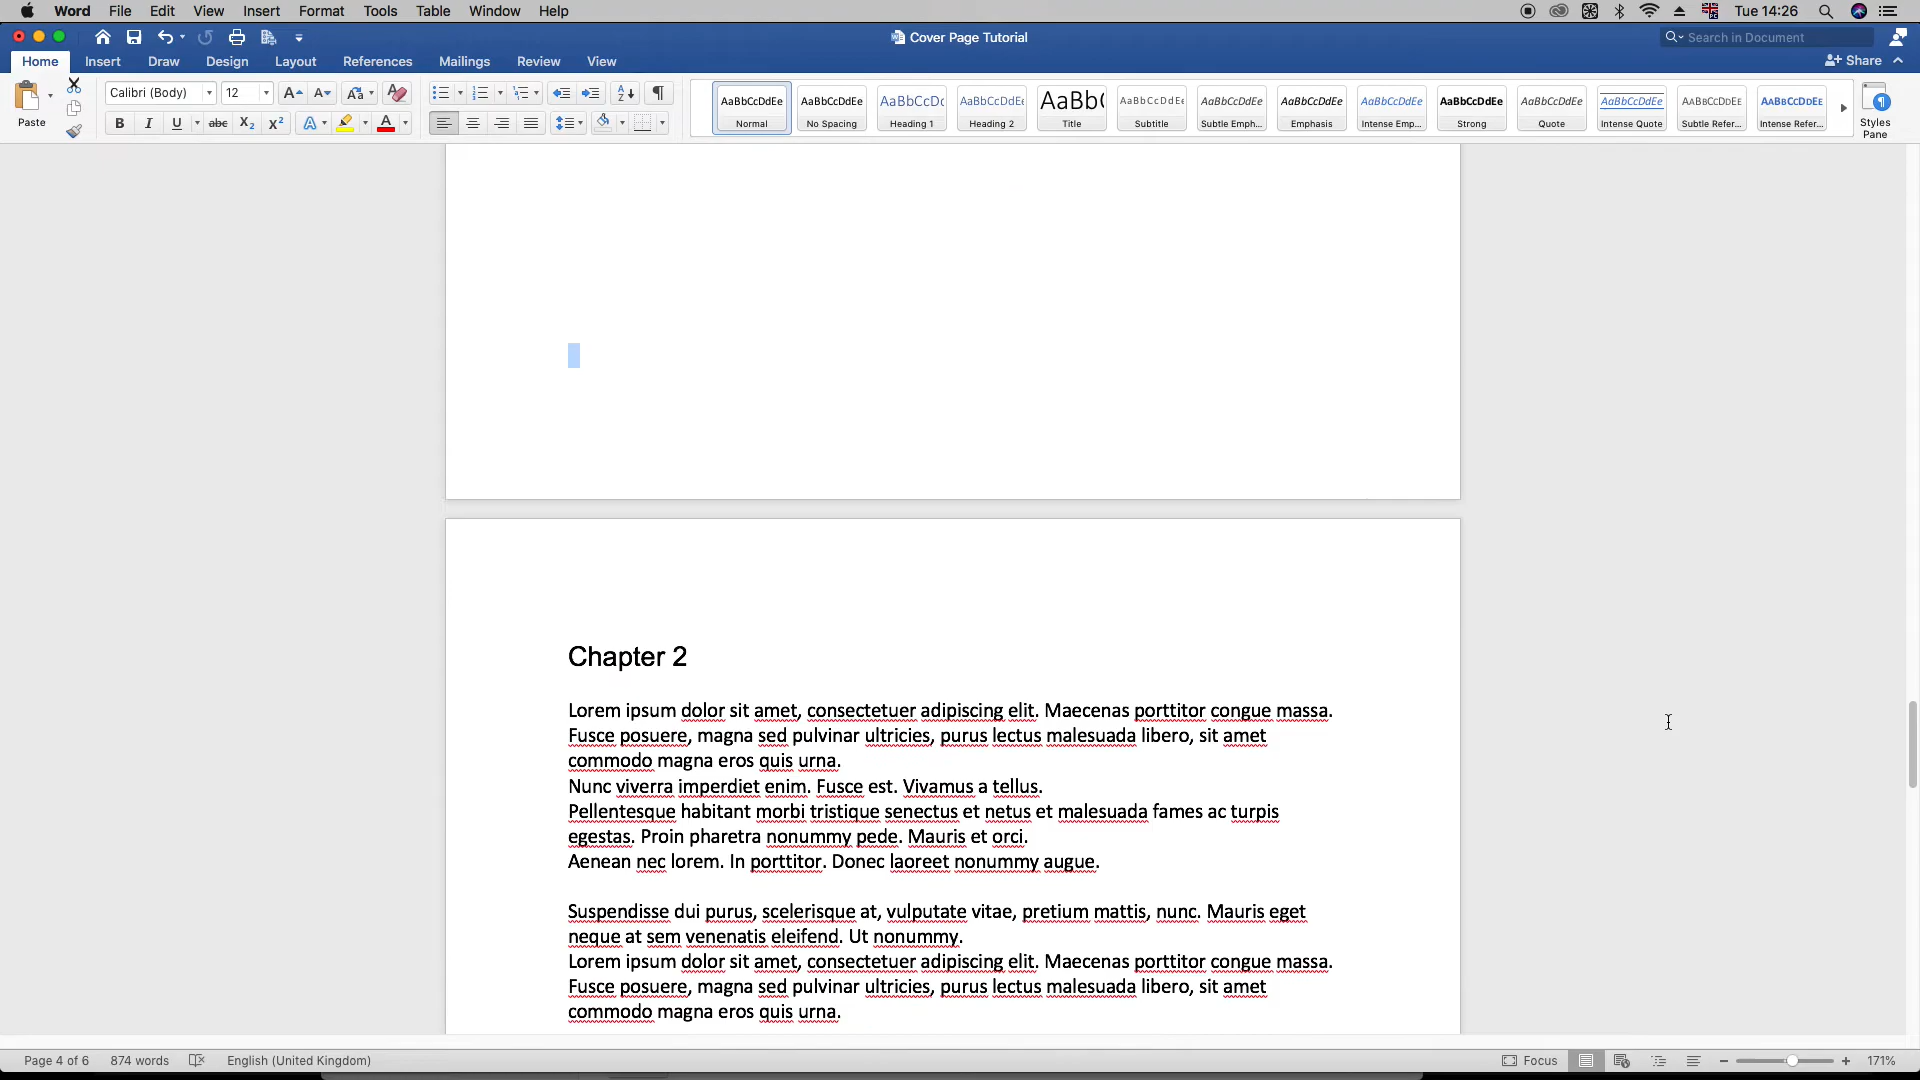 Word File Edit View Insert Format Tools Table Window Help Tue 14:26
Cover Page Tutorial Search in Document
Home Insert Draw Design Layout References Mailings Review View Share
Paste Calibri (Body) 12 A A Aa A
B I U abc X2 X2 A A
AaBbCcDdEe AaBbCcDdEe AaBbCcDc AaBbCcDdEe AaBb( AaBbCcDdEe AaBbCcDdEe AaBbCcDdEe AaBbCcDdEe AaBbCcDdEe AaBbCcDdEe AaBbCcDdEe AaBbCcDdEe AaBbCcDdEe
Normal No Spacing Heading 1 Heading 2 Title Subtitle Subtle Emph... Emphasis Intense Emp... Strong Quote Intense Quote Subtle Refer... Intense Refer...
Styles
Pane
Chapter 2
Lorem ipsum dolor sit amet, consectetuer adipiscing elit. Maecenas porttitor congue massa.
Fusce posuere, magna sed pulvinar ultricies, purus lectus malesuada libero, sit amet
commodo magna eros quis urna.
Nunc viverra imperdiet enim. Fusce est. Vivamus a tellus.
Pellentesque habitant morbi tristique senectus et netus et malesuada fames ac turpis
egestas. Proin pharetra nonummy pede. Mauris et orci.
Aenean nec lorem. In porttitor. Donec laoreet nonummy augue.
Suspendisse dui purus, scelerisque at, vulputate vitae, pretium mattis, nunc. Mauris eget
neque at sem venenatis eleifend. Ut nonummy.
Lorem ipsum dolor sit amet, consectetuer adipiscing elit. Maecenas porttitor congue massa.
Fusce posuere, magna sed pulvinar ultricies, purus lectus malesuada libero, sit amet
commodo magna eros quis urna.
Page 4 of 6 874 words English (United Kingdom) Focus 171%